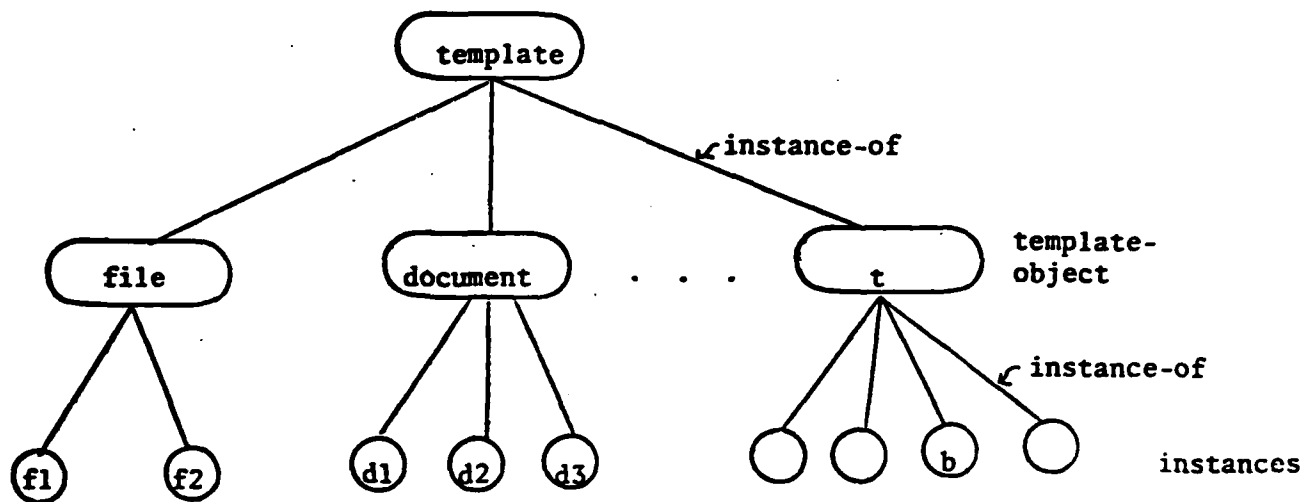 template
instance-of
file
document
. . .
t
template-
object
instance-of
f1
f2
d1
d2
d3
b
instances